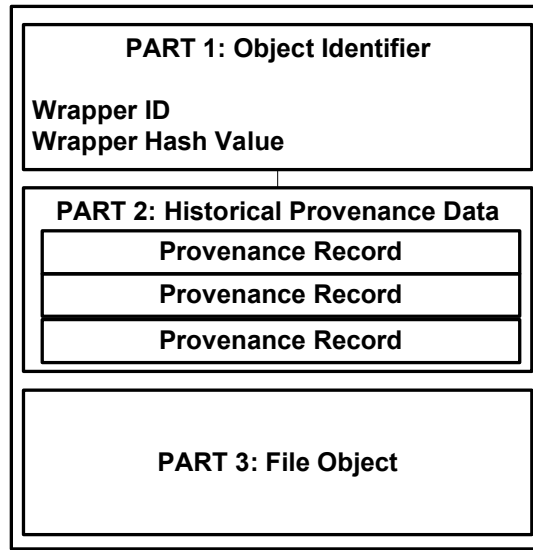 PART 1: Object Identifier
Wrapper ID
Wrapper Hash Value
PART 2: Historical Provenance Data
Provenance Record
Provenance Record
Provenance Record
PART 3: File Object